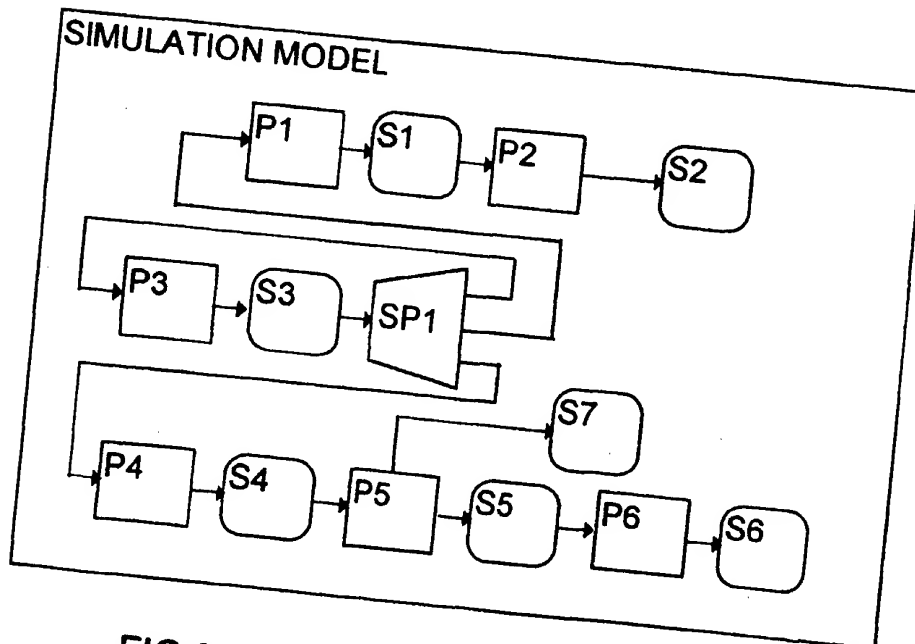 SIMULATION MODEL
P1 S1 P2 S2
P3 S3 SP1
S7
P4 S4 P5 S5 P6 S6